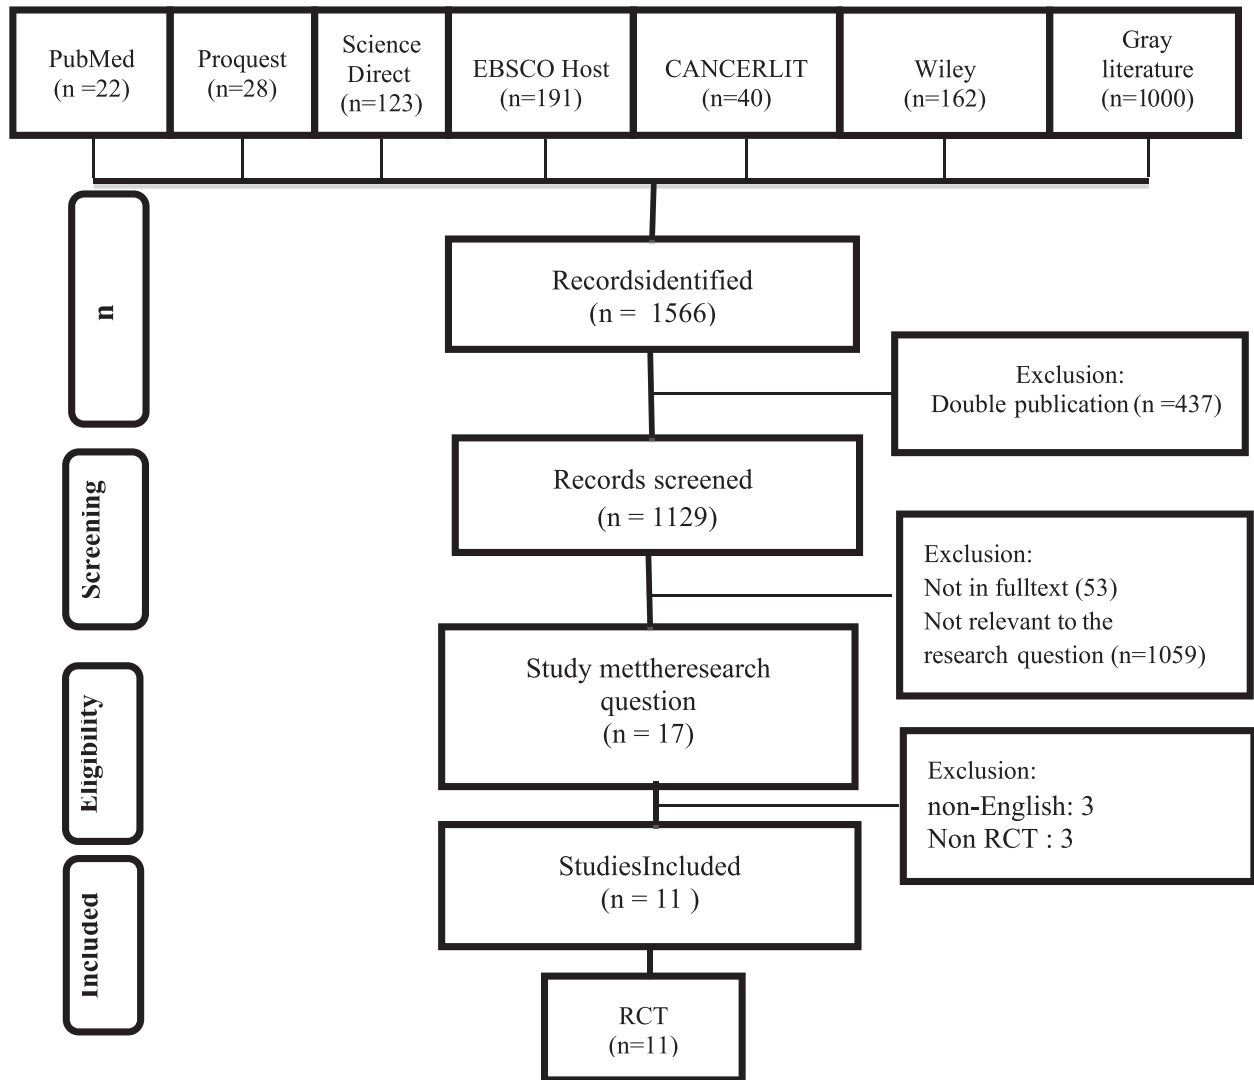 PubMed
(n =22)
Proquest
(n=28)
Science
Direct
(n=123)
EBSCO Host
(n=191)
CANCERLIT
(n=40)
Wiley
(n=162)
Gray
literature
(n=1000)
n
Recordsidentified
(n = 1566)
Exclusion:
Double publication (n =437)
Screening
Records screened
(n = 1129)
Exclusion:
Not in fulltext (53)
Not relevant to the
research question (n=1059)
Eligibility
Study mettheresearch
question
(n = 17)
Exclusion:
non-English: 3
Non RCT : 3
Included
StudiesIncluded
(n = 11 )
RCT
(n=11)